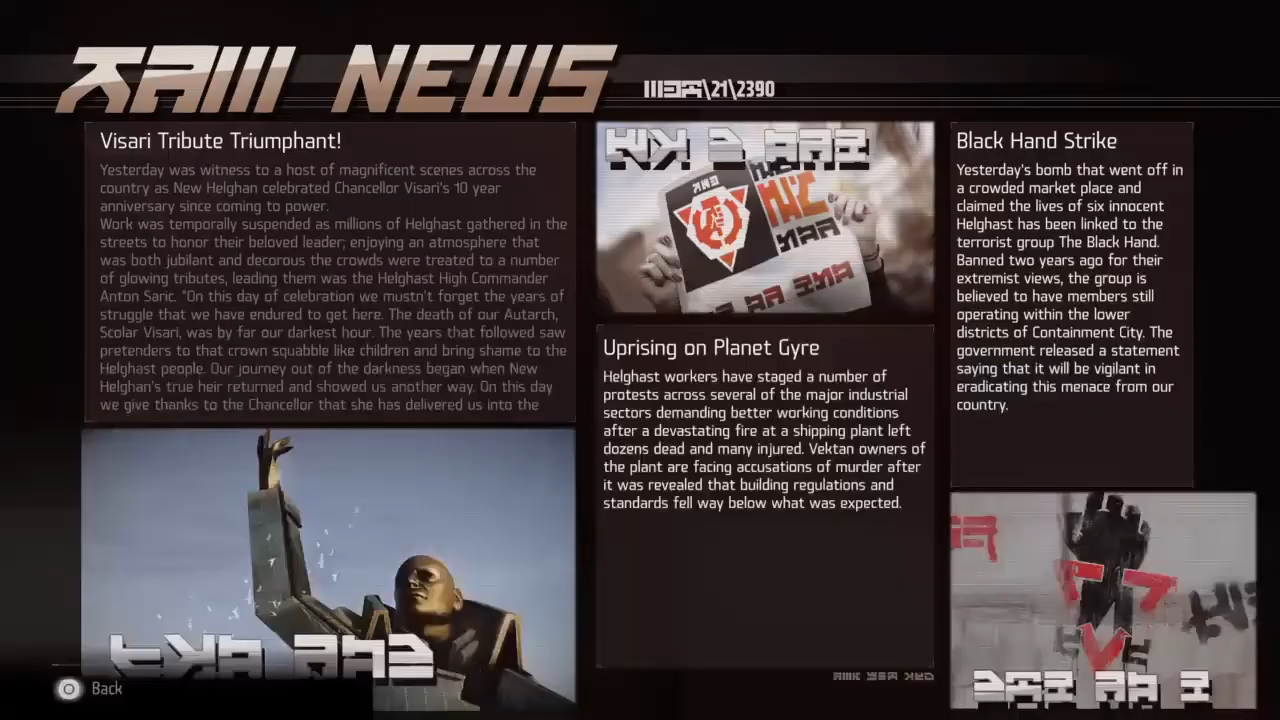 NEWS
\21\2390
Visari Tribute Triumphant!
Yesterday was witness to a host of magnificent scenes across the
country as New Helghan celebrated Chancellor Visari's 10 year
anniversary since coming to power.
Work was temporally suspended as millions of Helghast gathered in the
streets to honor their beloved leader; enjoying an atmosphere that
was both jubilant and decorous the crowds were treated to a number
of glowing tributes, leading them was the Helghast High Commander
Anton Saric. "On this day of celebration we mustn't forget the years of
struggle that we have endured to get here. The death of our Autarch,
Scolar Visari, was by far our darkest hour. The years that followed saw
pretenders to that crown squabble like children and bring shame to the
Helghast people. Our journey out of the darkness began when New
Helghan's true heir returned and showed us another way. On this day
we give thanks to the Chancellor that she has delivered us into the
Uprising on Planet Gyre
Helghast workers have staged a number of
protests across several of the major industrial
sectors demanding better working conditions
after a devastating fire at a shipping plant left
dozens dead and many injured. Vektan owners of
the plant are facing accusations of murder after
it was revealed that building regulations and
standards fell way below what was expected.
Black Hand Strike
Yesterday's bomb that went off in
a crowded market place and
claimed the lives of six innocent
Helghast has been linked to the
terrorist group The Black Hand.
Banned two years ago for their
extremist views, the group is
believed to have members still
operating within the lower
districts of Containment City. The
government released a statement
saying that it will be vigilant in
eradicating this menace from our
country.
Back